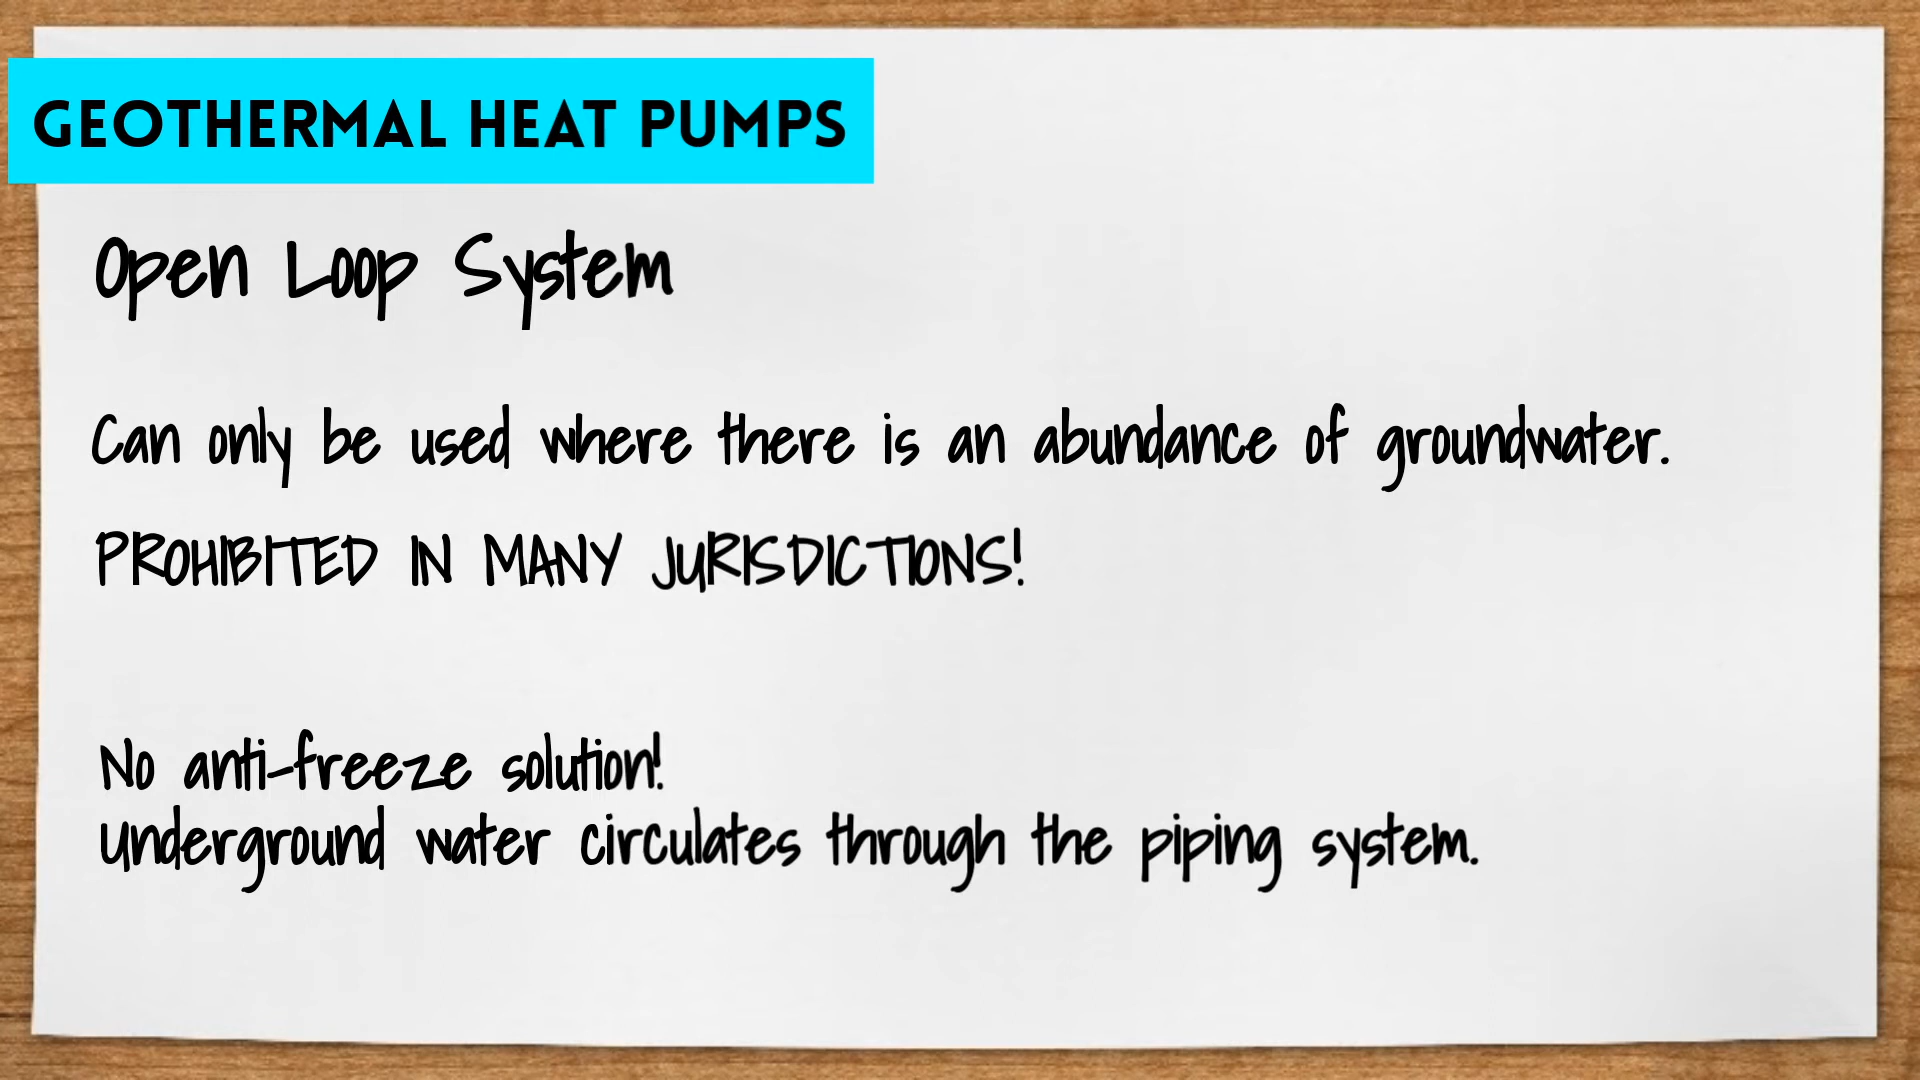 GEOTHERMAL HEAT PUMPS
Open Loop System
Can only be used where there is an abundance of groundwater.
PROHIBITED IN MANY JURISDICTIONS!
No anti-freeze solution!
Underground water circulates through the piping system.